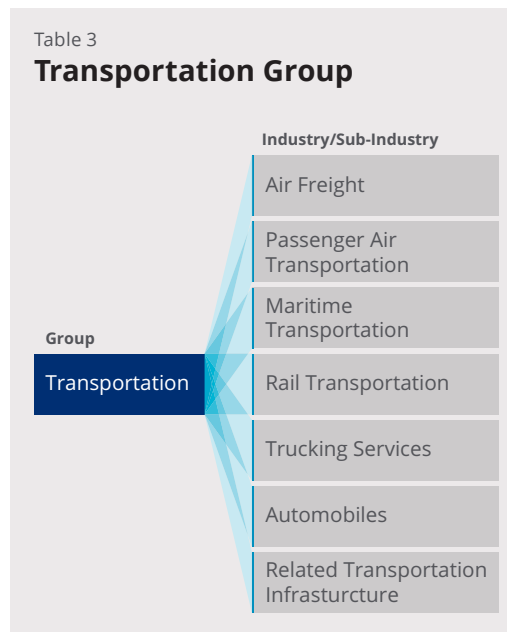 Table 3
Transportation Group
Industry/Sub-Industry
Air Freight
Passenger Air
Transportation
Maritime
Transportation
Group
Transportation
Rail Transportation
Trucking Services
Automobiles
Related Transportation
Infrasturcture